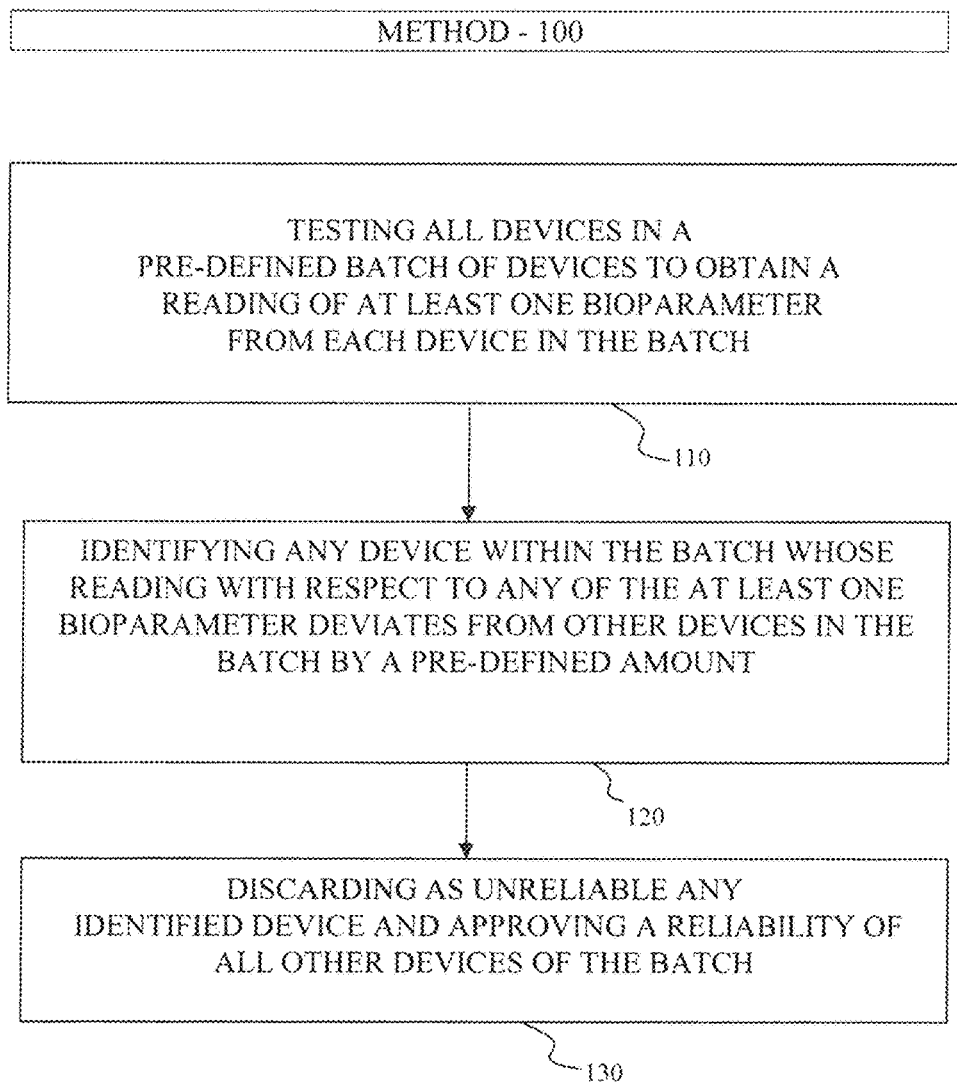 METHOD - 100
TESTING ALL DEVICES IN A
PRE-DEFINED BATCH OF DEVICES TO OBTAIN A
READING OF AT LEAST ONE BIOPARAMETER
FROM EACH DEVICE IN THE BATCH
110
IDENTIFYING ANY DEVICE WITHIN THE BATCH WHOSE
READING WITH RESPECT TO ANY OF THE AT LEAST ONE
BIOPARAMETER DEVIATES FROM OTHER DEVICES IN THE
BATCH BY A PRE-DEFINED AMOUNT
120
DISCARDING AS UNRELIABLE ANY
IDENTIFIED DEVICE AND APPROVING A RELIABILITY OF
ALL OTHER DEVICES OF THE BATCH
130